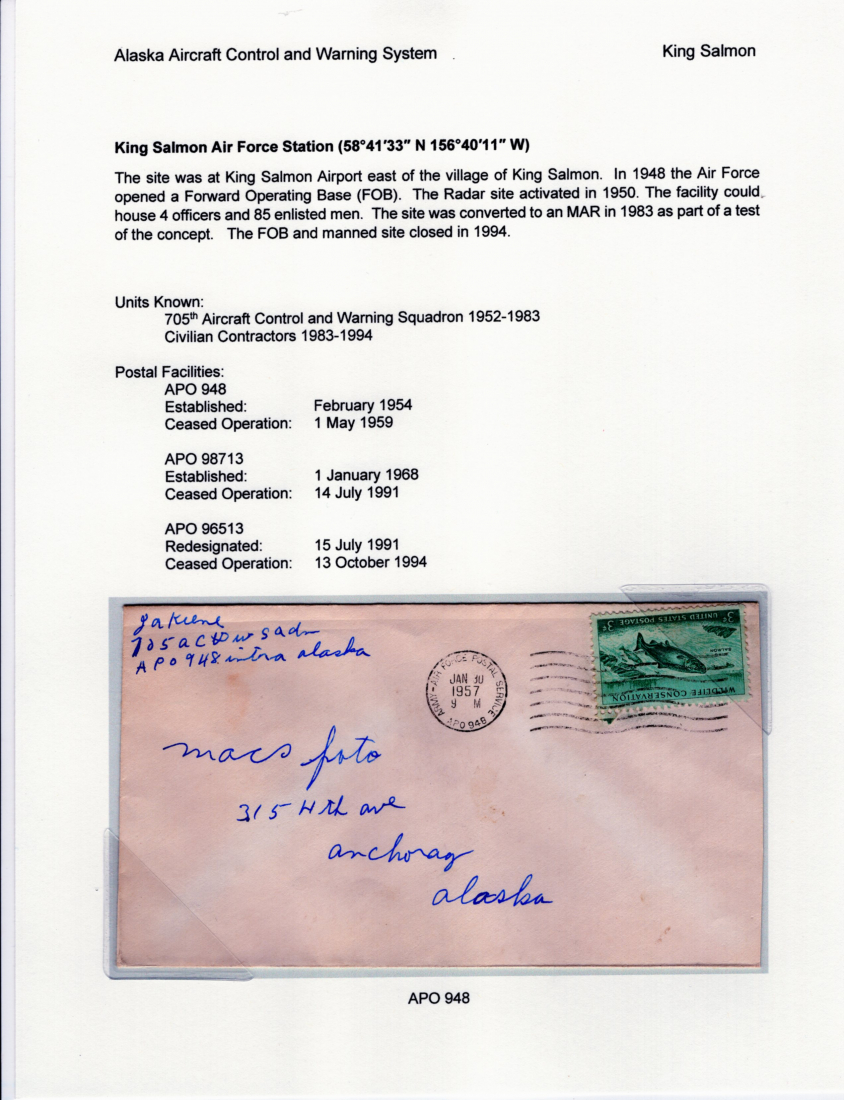 Alaska Aircraft Control and Warning System
King Salmon
King Salmon Air Force Station (58°41'33" N 156°40'11" W)
The site was at King Salmon Airport east of the village of King Salmon. In 1948 the Air Force
opened a Forward Operating Base (FOB). The Radar site activated in 1950. The facility could
house 4 officers and 85 enlisted men. The site was converted to an MAR in 1983 as part of a test
of the concept. The FOB and manned site closed in 1994.
Units Known:
705th Aircraft Control and Warning Squadron 1952-1983
Civilian Contractors 1983-1994
Postal Facilities:
APO 948
Established: February 1954
Ceased Operation: 1 May 1959
APO 98713
Established: 1 January 1968
Ceased Operation: 14 July 1991
APO 96513
Redesignated: 15 July 1991
Ceased Operation: 13 October 1994
705 AC
APO 948 alaska
ARMY-AIR FORCE POSTAL SERVICE
JAN 30
1957
9 M
APO 948
3¢ UNITED STATES POSTAGE 3¢
KING SALMON
WILDLIFE CONSERVATION
macs foto
315 4th ave
anchorag
alaska
APO 948